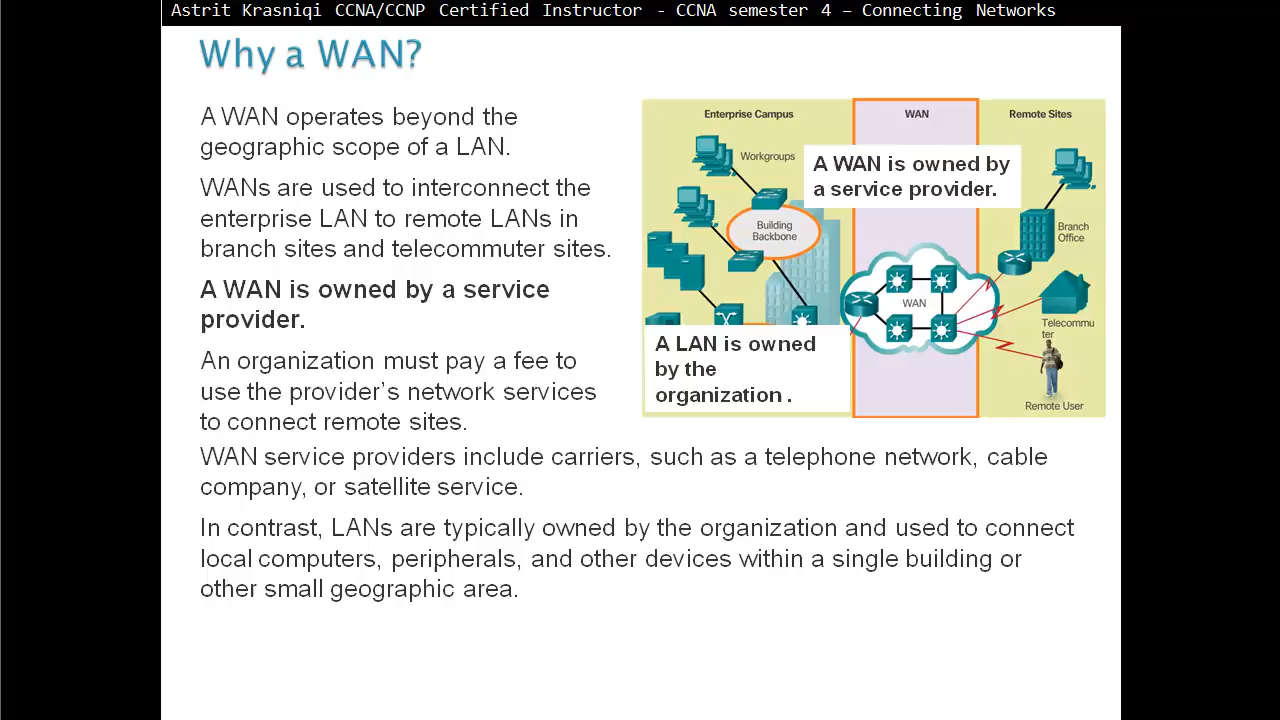 Astrit Krasniqi CCNA/CCNP Certified Instructor - CCNA semester 4 – Connecting Networks
Why a WAN?
A WAN operates beyond the
geographic scope of a LAN.
WANs are used to interconnect the
enterprise LAN to remote LANs in
branch sites and telecommuter sites.
A WAN is owned by a service
provider.
An organization must pay a fee to
use the provider's network services
to connect remote sites.
WAN service providers include carriers, such as a telephone network, cable
company, or satellite service.
In contrast, LANs are typically owned by the organization and used to connect
local computers, peripherals, and other devices within a single building or
other small geographic area.
Enterprise Campus
WAN
Remote Sites
Workgroups
A WAN is owned by
a service provider.
Building
Backbone
Branch
Office
WAN
Telecommu
ter
A LAN is owned
by the
organization .
Remote User